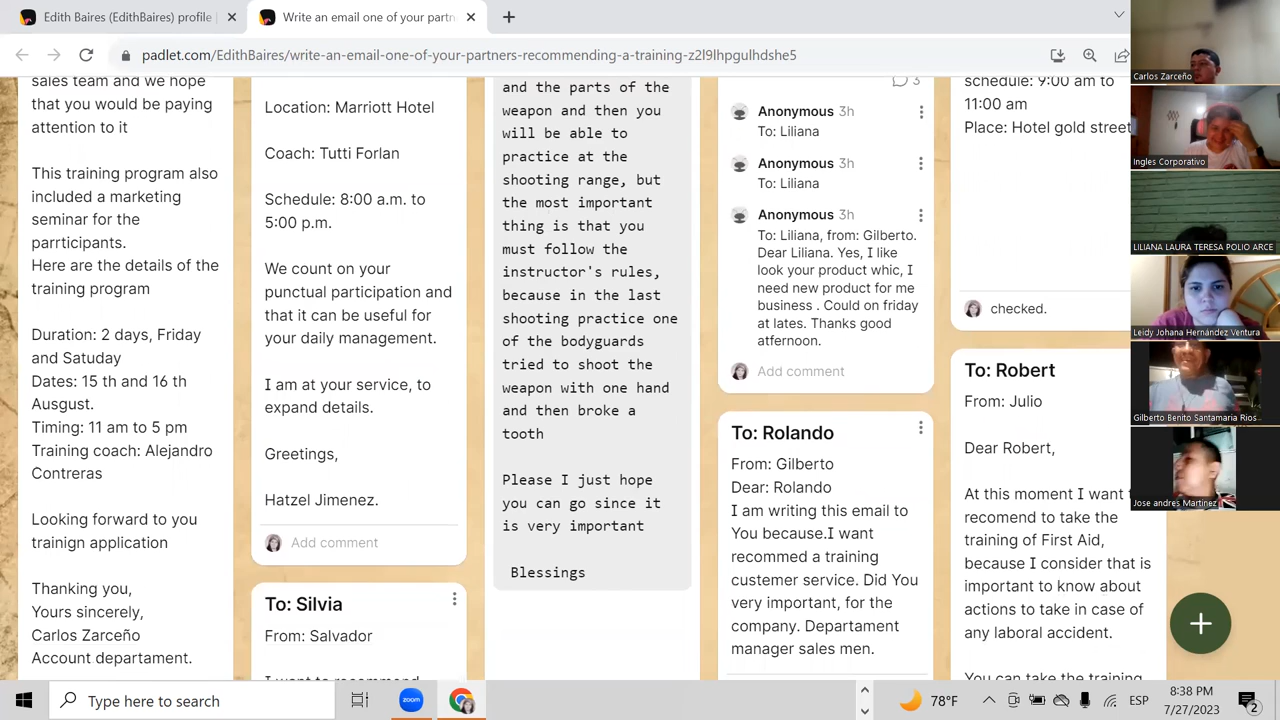 Edith Baires (EdithBaires) profile
Write an email one of your partn
padlet.com/EdithBaires/write-an-email-one-of-your-partners-recommending-a-training-z2l9lhpgulhdshe5
sales team and we hope
that you would be paying
attention to it
This training program also
included a marketing
seminar for the
parrticipants.
Here are the details of the
training program
Duration: 2 days, Friday
and Satuday
Dates: 15 th and 16 th
Ausgust.
Timing: 11 am to 5 pm
Training coach: Alejandro
Contreras
Looking forward to you
trainign application
Thanking you,
Yours sincerely,
Carlos Zarceño
Account departament.
Location: Marriott Hotel
Coach: Tutti Forlan
Schedule: 8:00 a.m. to
5:00 p.m.
We count on your
punctual participation and
that it can be useful for
your daily management.
I am at your service, to
expand details.
Greetings,
Hatzel Jimenez.
Add comment
To: Silvia
From: Salvador
I want to recommend
and the parts of the
weapon and then you
will be able to
practice at the
shooting range, but
the most important
thing is that you
must follow the
instructor's rules,
because in the last
shooting practice one
of the bodyguards
tried to shoot the
weapon with one hand
and then broke a
tooth
Please I just hope
you can go since it
is very important
Blessings
3
Anonymous 3h
To: Liliana
Anonymous 3h
To: Liliana
Anonymous 3h
To: Liliana, from: Gilberto.
Dear Liliana. Yes, I like
look your product whic, I
need new product for me
business . Could on friday
at lates. Thanks good
atfernoon.
Add comment
To: Rolando
From: Gilberto
Dear: Rolando
I am writing this email to
You because.I want
recommed a training
custemer service. Did You
very important, for the
company. Departament
manager sales men.
schedule: 9:00 am to
11:00 am
Place: Hotel gold street
checked.
To: Robert
From: Julio
Dear Robert,
At this moment I want
recomend to take the
training of First Aid,
because I consider that is
important to know about
actions to take in case of
any laboral accident.
You can take the training
Carlos Zarceño
Ingles Corporativo
LILIANA LAURA TERESA POLIO ARCE
Leidy Johana Hernández Ventura
Gilberto Benito Santamaria Rios
Jose andres Martinez
Type here to search
zoom
78°F
ESP
8:38 PM
7/27/2023
2